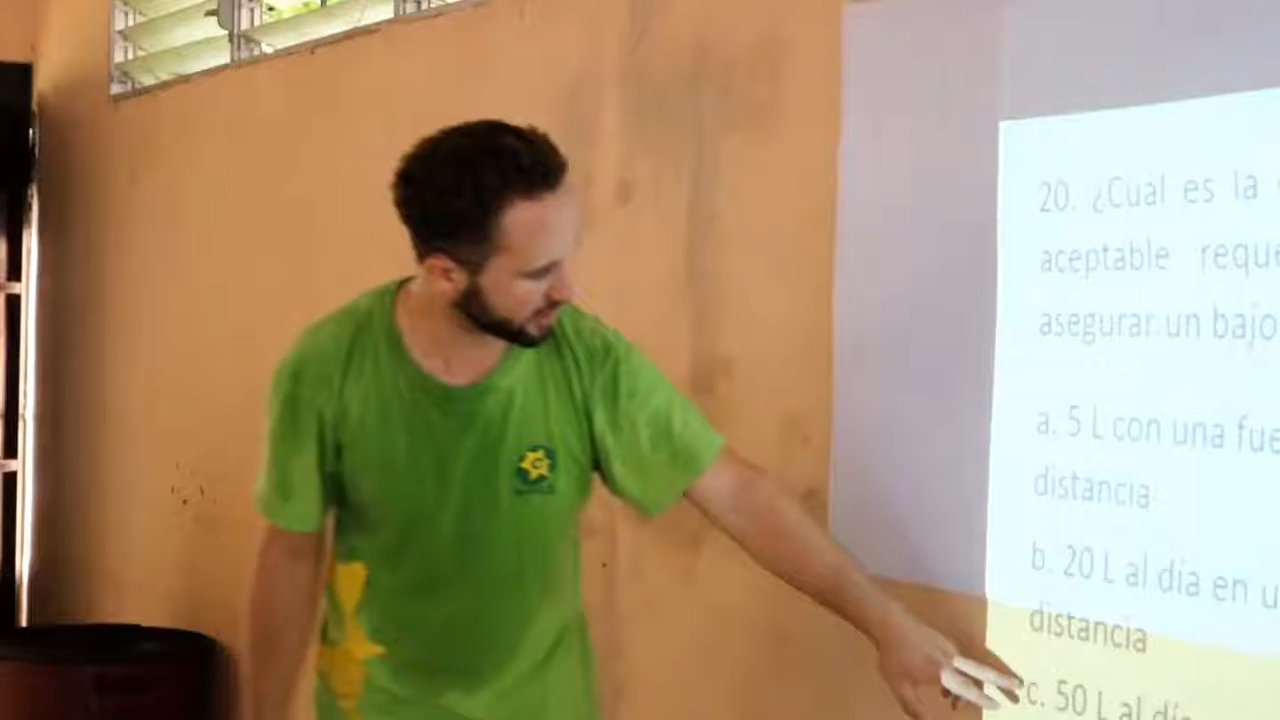 20. ¿Cual es la
aceptable reque
asegurar un bajo
a. 5 L con una fue
distancia
b. 20 L al día en u
distancia
c. 50 L al dí